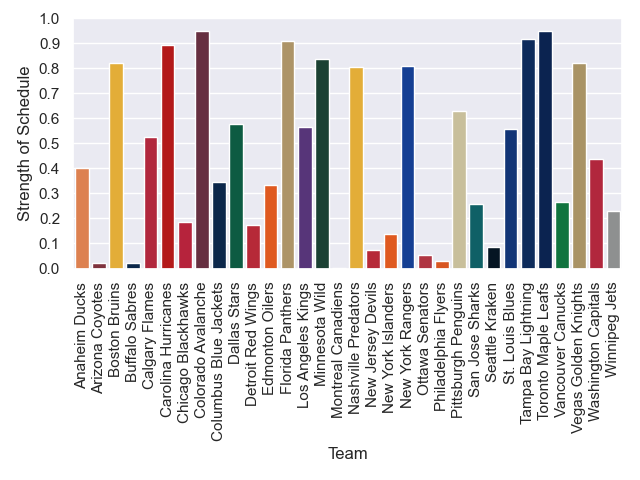 1.0
0.9
0.8
0.7
0.6
0.5
0.4
0.3
0.2
0.1
0.0
Strength of Schedule
Anaheim Ducks
Arizona Coyotes
Boston Bruins
Buffalo Sabres
Calgary Flames
Carolina Hurricanes
Chicago Blackhawks
Colorado Avalanche
Columbus Blue Jackets
Dallas Stars
Detroit Red Wings
Edmonton Oilers
Florida Panthers
Los Angeles Kings
Minnesota Wild
Montreal Canadiens
Nashville Predators
New Jersey Devils
New York Islanders
New York Rangers
Ottawa Senators
Philadelphia Flyers
Pittsburgh Penguins
San Jose Sharks
Seattle Kraken
St. Louis Blues
Tampa Bay Lightning
Toronto Maple Leafs
Vancouver Canucks
Vegas Golden Knights
Washington Capitals
Winnipeg Jets
Team